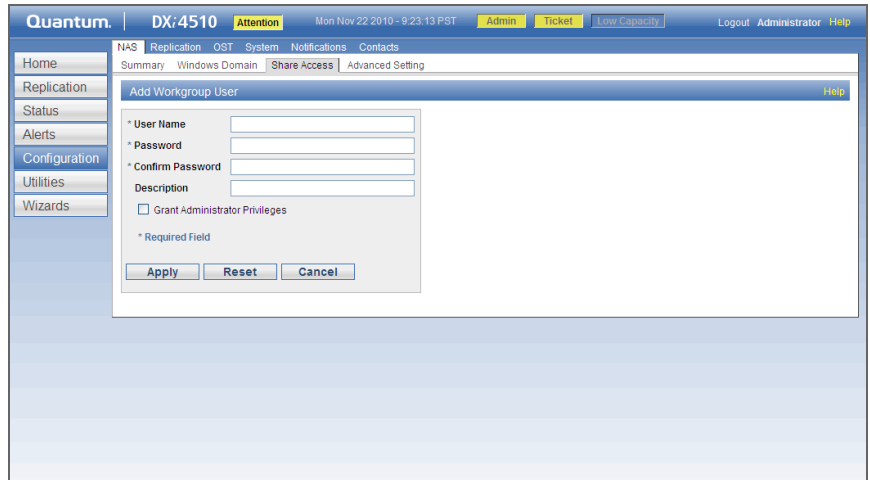 Quantum. DXi4510 Attention Mon Nov 22 2010 - 9:23:13 PST Admin Ticket Low Capacity Logout Administrator Help
NAS Replication OST System Notifications Contacts
Summary Windows Domain Share Access Advanced Setting
Home
Replication
Status
Alerts
Configuration
Utilities
Wizards
Add Workgroup User Help
* User Name
* Password
* Confirm Password
Description
Grant Administrator Privileges
* Required Field
Apply Reset Cancel